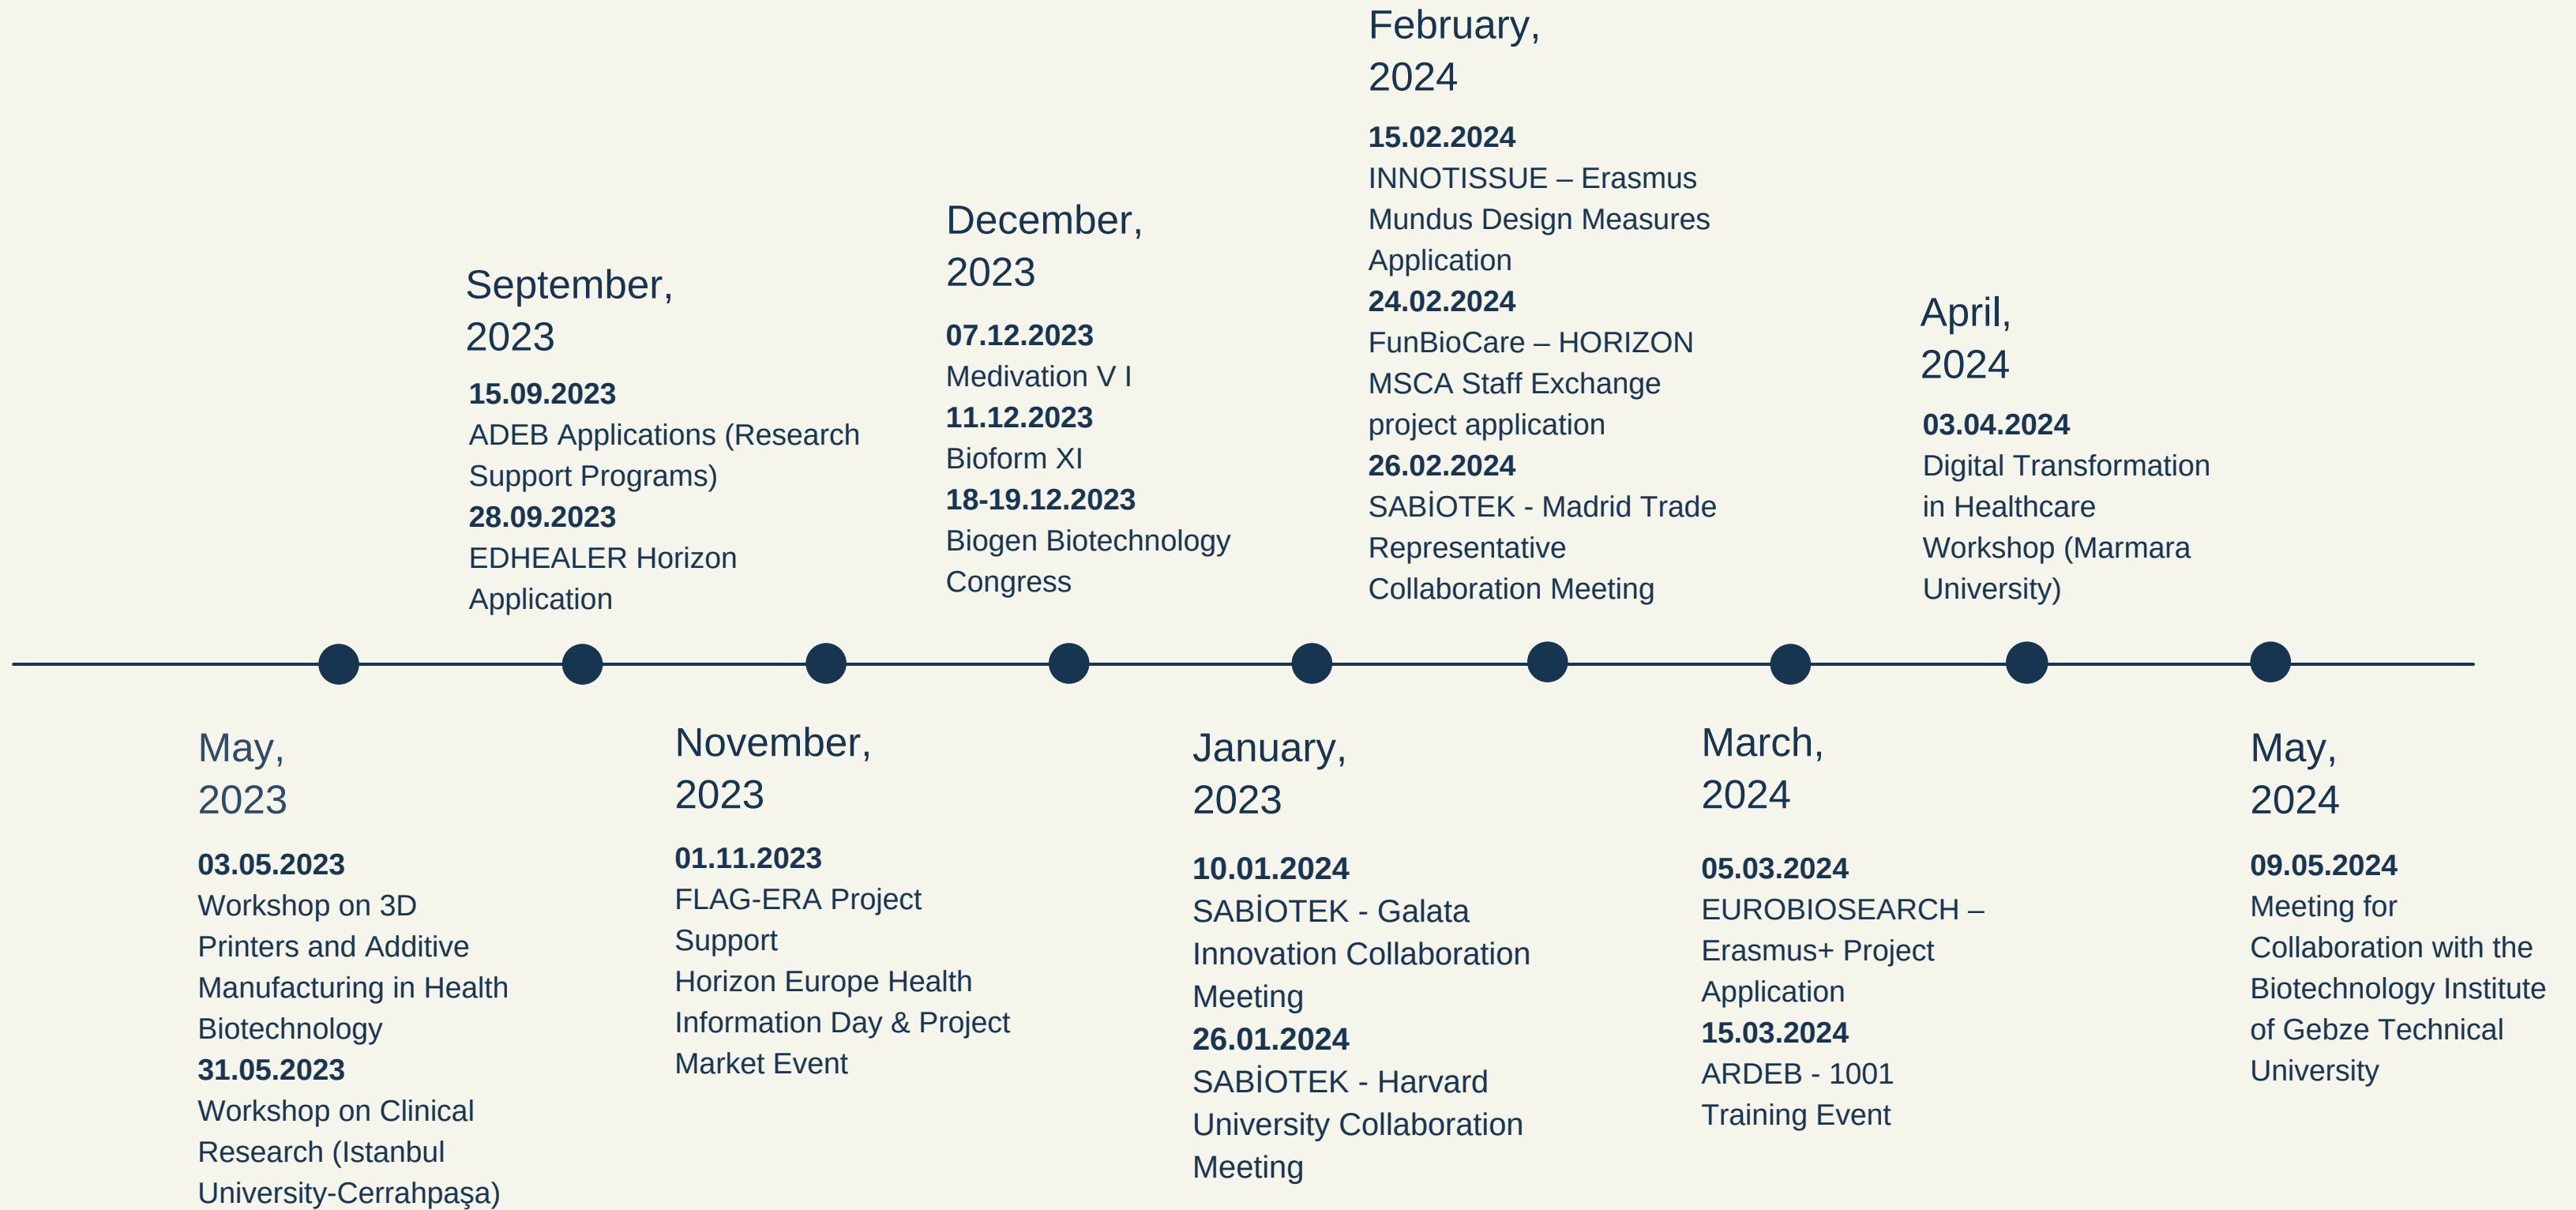 May,
2023
03.05.2023
Workshop on 3D
Printers and Additive
Manufacturing in Health
Biotechnology
31.05.2023
Workshop on Clinical
Research (Istanbul
University-Cerrahpaşa)
September,
2023
15.09.2023
ADEB Applications (Research
Support Programs)
28.09.2023
EDHEALER Horizon
Application
November,
2023
01.11.2023
FLAG-ERA Project
Support
Horizon Europe Health
Information Day & Project
Market Event
December,
2023
07.12.2023
Medivation V I
11.12.2023
Bioform XI
18-19.12.2023
Biogen Biotechnology
Congress
January,
2023
10.01.2024
SABİOTEK - Galata
Innovation Collaboration
Meeting
26.01.2024
SABİOTEK - Harvard
University Collaboration
Meeting
February,
2024
15.02.2024
INNOTISSUE – Erasmus
Mundus Design Measures
Application
24.02.2024
FunBioCare – HORIZON
MSCA Staff Exchange
project application
26.02.2024
SABİOTEK - Madrid Trade
Representative
Collaboration Meeting
March,
2024
05.03.2024
EUROBIOSEARCH –
Erasmus+ Project
Application
15.03.2024
ARDEB - 1001
Training Event
April,
2024
03.04.2024
Digital Transformation
in Healthcare
Workshop (Marmara
University)
May,
2024
09.05.2024
Meeting for
Collaboration with the
Biotechnology Institute
of Gebze Technical
University